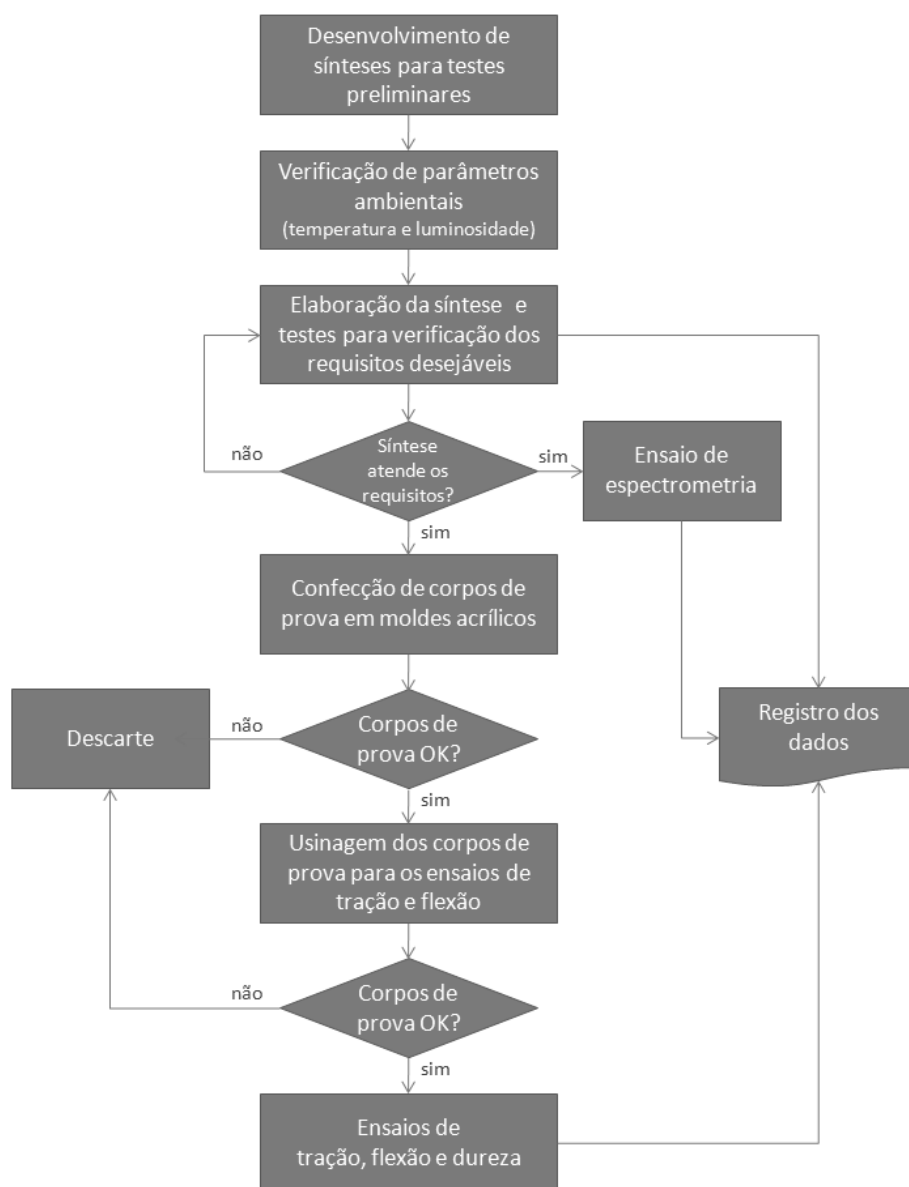 Desenvolvimento de
sínteses para testes
preliminares
Verificação de parâmetros
ambientais
(temperatura e luminosidade)
Elaboração da síntese e
testes para verificação dos
requisitos desejáveis
não
Síntese
atende os
requisitos?
sim
Ensaio de
espectrometria
sim
Confecção de corpos de
prova em moldes acrílicos
Descarte
não
Corpos de
prova OK?
Registro dos
dados
sim
Usinagem dos corpos de
prova para os ensaios de
tração e flexão
não
Corpos de
prova OK?
sim
Ensaios de
tração, flexão e dureza